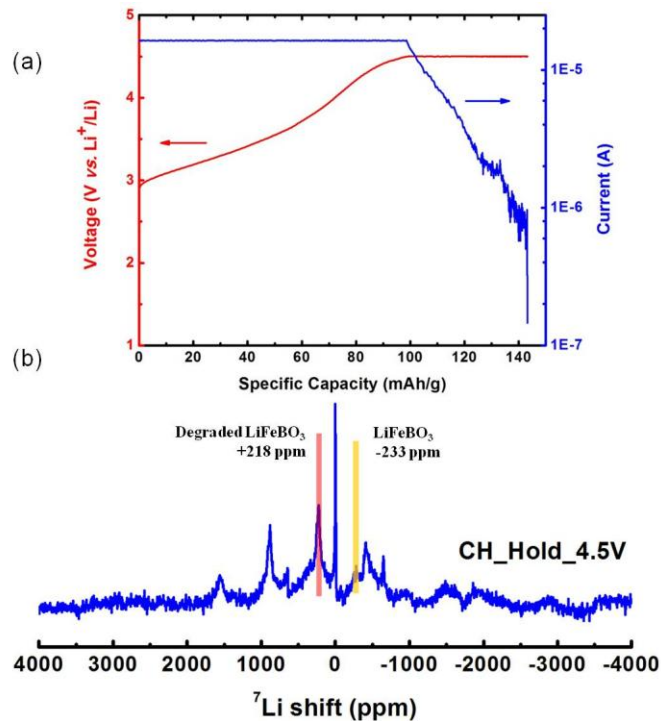 (a)
5
4
3
2
1
Voltage (V vs. Li⁺/Li)
1E-5
1E-6
1E-7
Current (A)
0 20 40 60 80 100 120 140
Specific Capacity (mAh/g)
(b)
Degraded LiFeBO₃
+218 ppm
LiFeBO₃
-233 ppm
CH_Hold_4.5V
4000 3000 2000 1000 0 -1000 -2000 -3000 -4000
⁷Li shift (ppm)